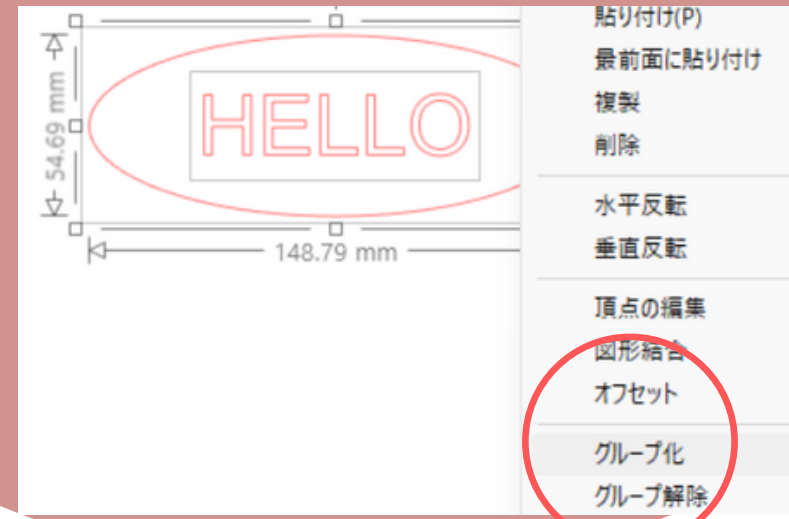 54.69 mm
HELLO
148.79 mm
貼り付け(P)
最前面に貼り付け
複製
削除
水平反転
垂直反転
頂点の編集
図形結合
オフセット
グループ化
グループ解除